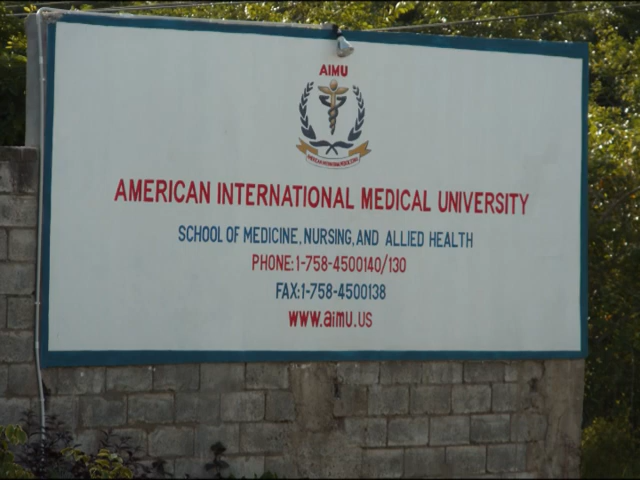 AIMU
AMERICAN INTERNATIONAL MEDICAL UNIVERSITY
SCHOOL OF MEDICINE, NURSING, AND ALLIED HEALTH
PHONE:1-758-4500140/130
FAX:1-758-4500138
WWW.aimu.us